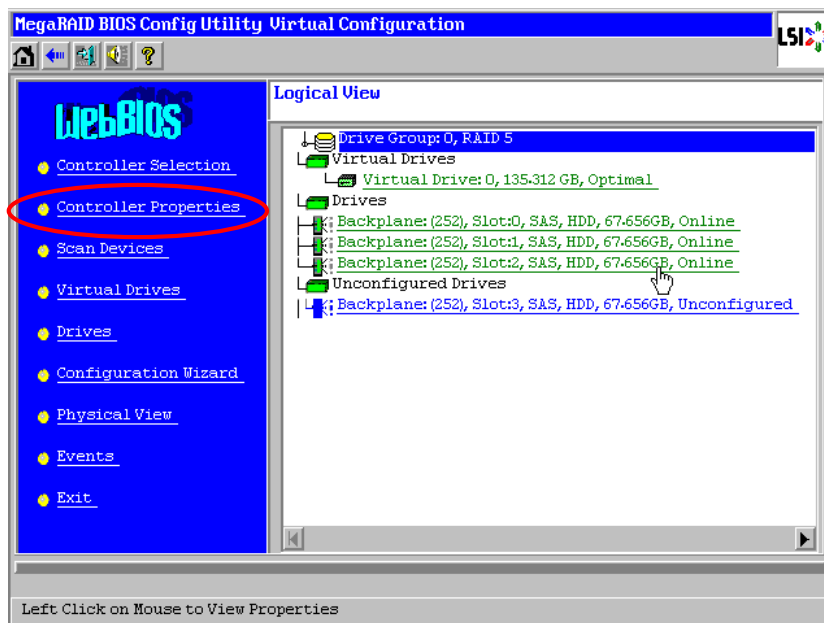 MegaRAID BIOS Config Utility Virtual Configuration
LSI
?
WebBIOS
Controller Selection
Controller Properties
Scan Devices
Virtual Drives
Drives
Configuration Wizard
Physical View
Events
Exit
Logical View
Drive Group: 0, RAID 5
Virtual Drives
Virtual Drive: 0, 135.312 GB, Optimal
Drives
Backplane: (252), Slot:0, SAS, HDD, 67.656GB, Online
Backplane: (252), Slot:1, SAS, HDD, 67.656GB, Online
Backplane: (252), Slot:2, SAS, HDD, 67.656GB, Online
Unconfigured Drives
Backplane: (252), Slot:3, SAS, HDD, 67.656GB, Unconfigured
Left Click on Mouse to View Properties